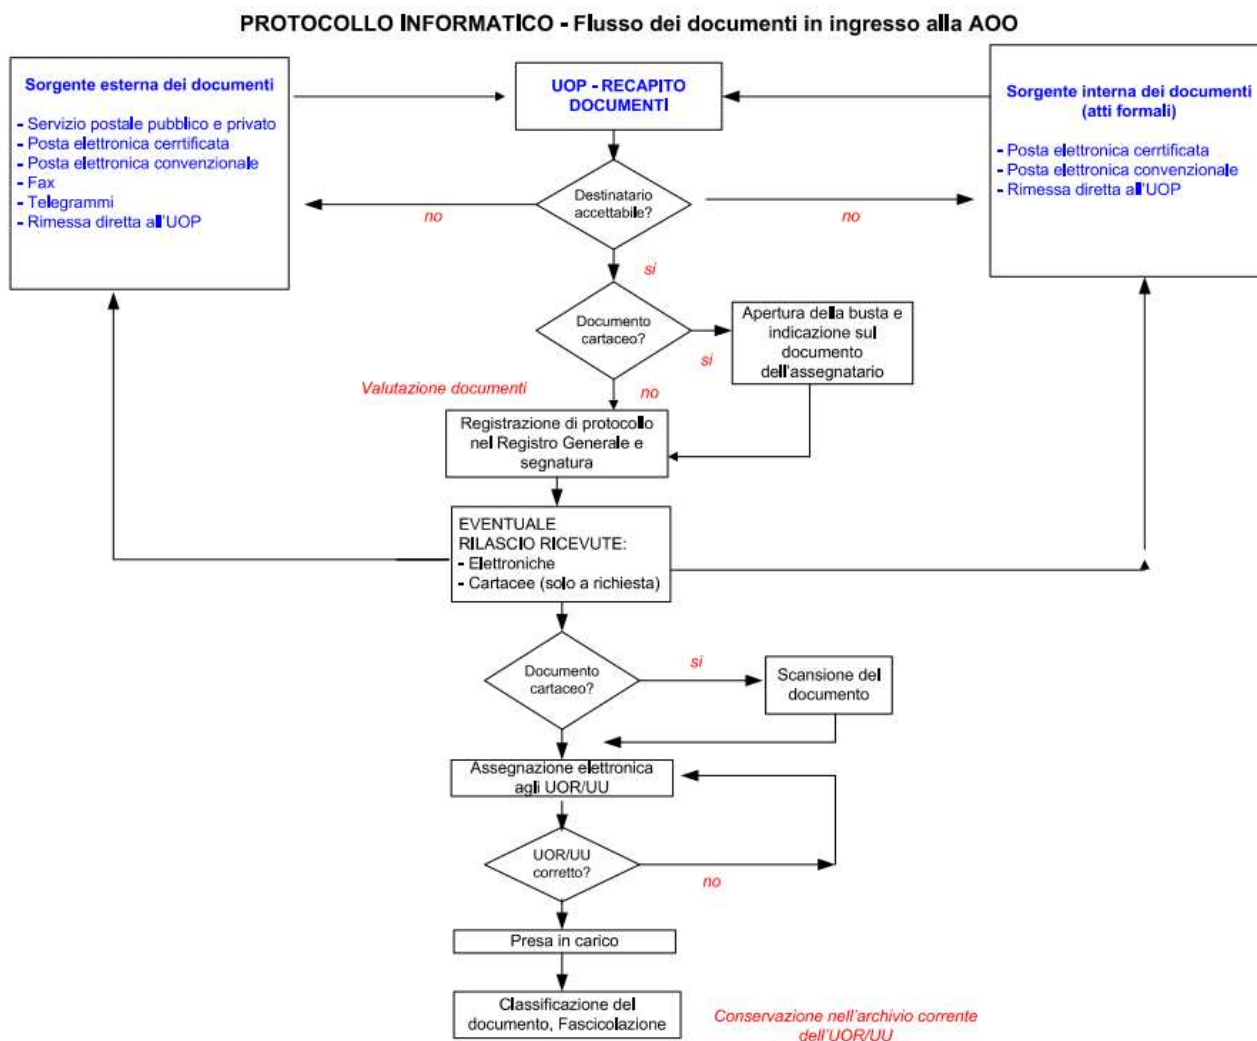 PROTOCOLLO INFORMATICO - Flusso dei documenti in ingresso alla AOO
Sorgente esterna dei documenti
- Servizio postale pubblico e privato
- Posta elettronica cerrtificata
- Posta elettronica convenzionale
- Fax
- Telegrammi
- Rimessa diretta all'UOP
UOP - RECAPITO
DOCUMENTI
Sorgente interna dei documenti
(atti formali)
- Posta elettronica cerrtificata
- Posta elettronica convenzionale
- Rimessa diretta all'UOP
Destinatario
accettabile?
no
no
si
Documento
cartaceo?
si
Apertura della busta e
indicazione sul
documento
dell'assegnatario
Valutazione documenti
no
Registrazione di protocollo
nel Registro Generale e
segnatura
EVENTUALE
RILASCIO RICEVUTE:
- Elettroniche
- Cartacee (solo a richiesta)
Documento
cartaceo?
si
Scansione del
documento
Assegnazione elettronica
agli UOR/UU
UOR/UU
corretto?
no
Presa in carico
Classificazione del
documento, Fascicolazione
Conservazione nell'archivio corrente
dell'UOR/UU